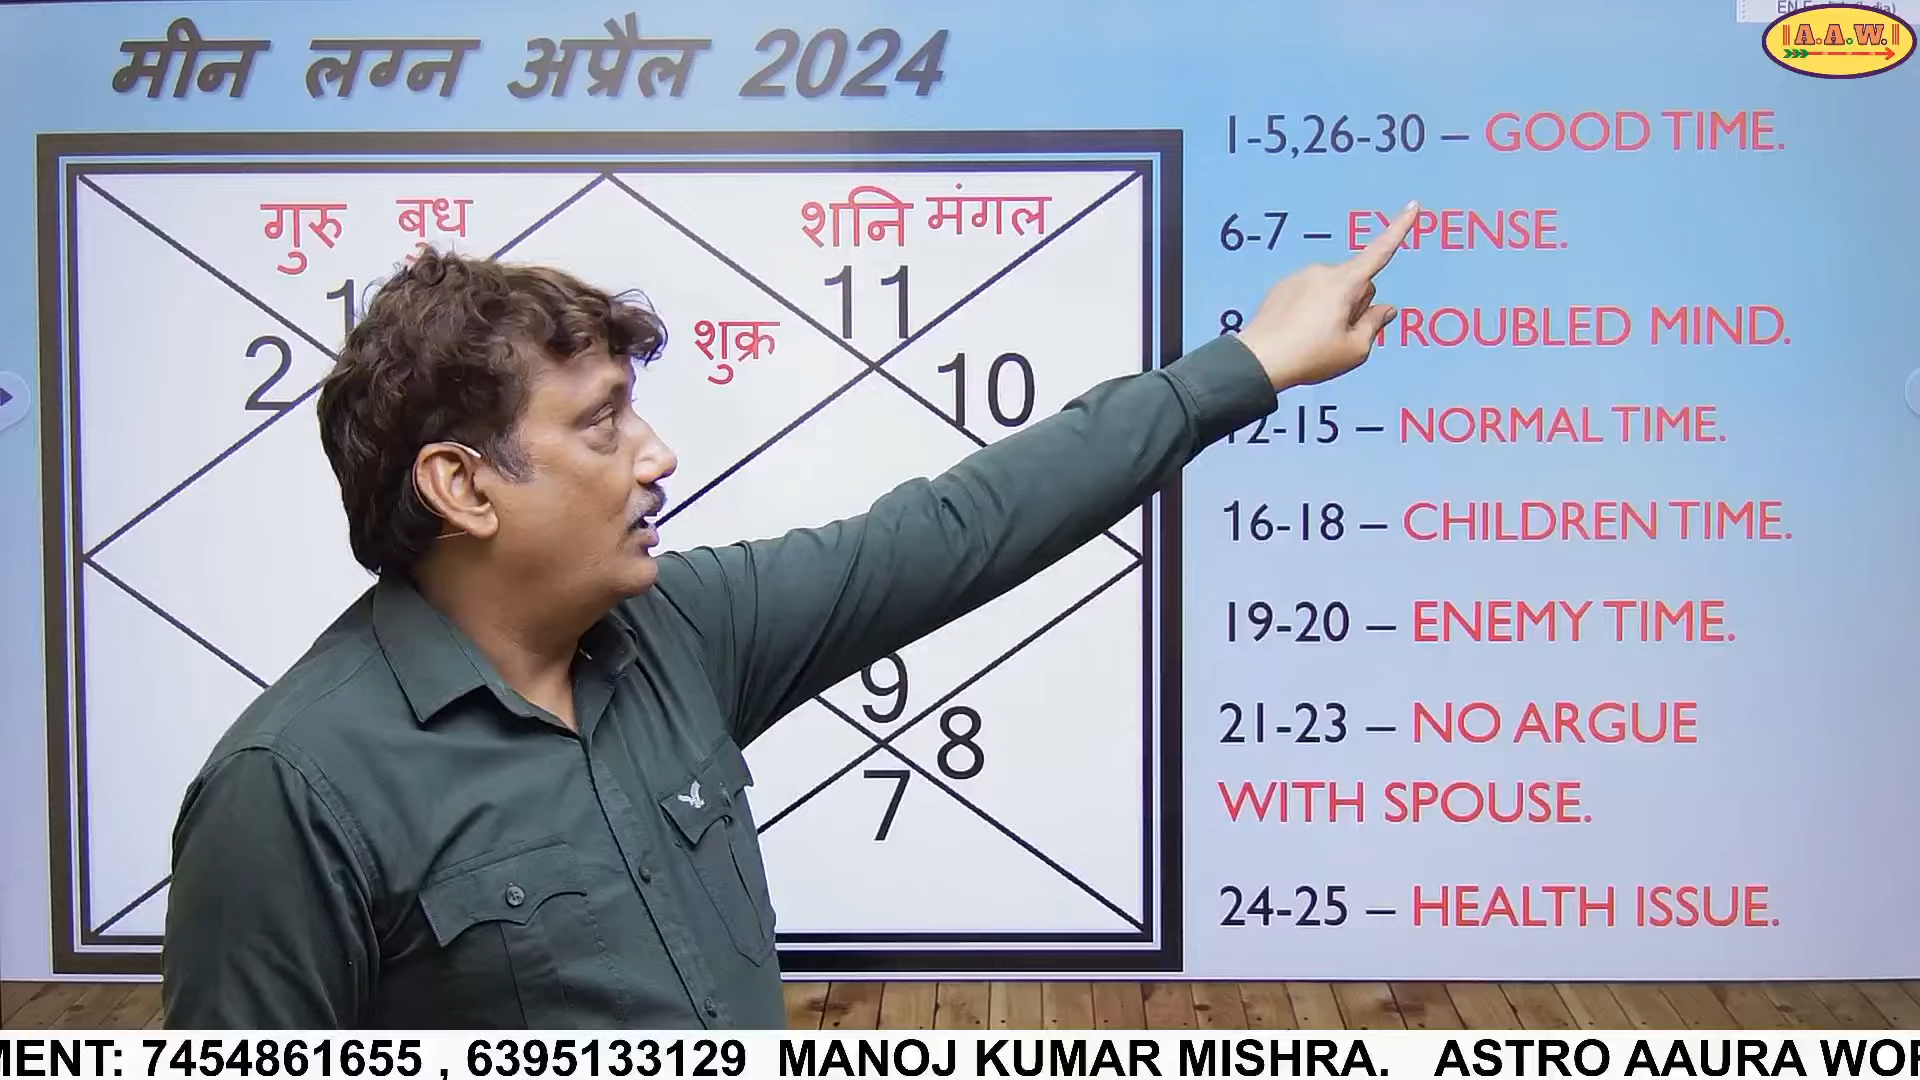 मीन लग्न अप्रैल 2024
A.A.W.
1-5,26-30 – GOOD TIME.
गुरु बुध
शनि मंगल
6-7 – EXPENSE.
11
शुक्र
2
10
TROUBLED MIND.
12-15 – NORMAL TIME.
16-18 – CHILDREN TIME.
19-20 – ENEMY TIME.
9
8
7
21-23 – NO ARGUE
WITH SPOUSE.
24-25 – HEALTH ISSUE.
MENT: 7454861655 , 6395133129 MANOJ KUMAR MISHRA. ASTRO AAURA WOR